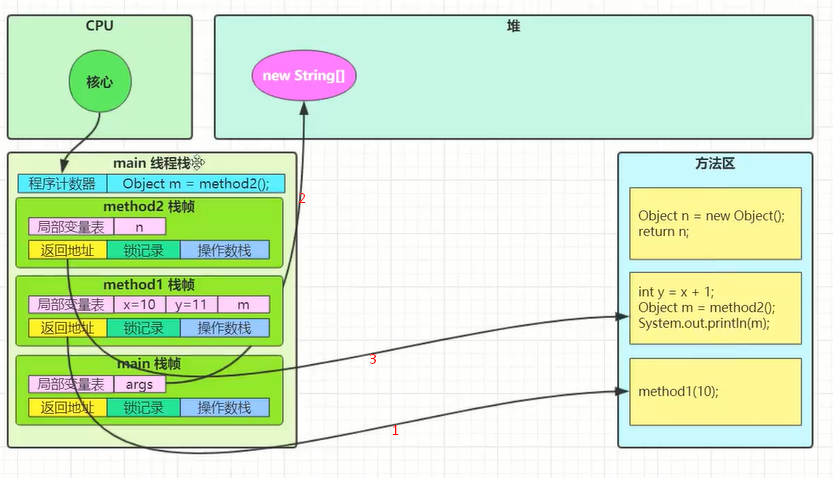 CPU
核心
堆
new String[]
main 线程栈
程序计数器 Object m = method2();
method2 栈帧
局部变量表 n
返回地址 锁记录 操作数栈
method1 栈帧
局部变量表 x=10 y=11 m
返回地址 锁记录 操作数栈
main 栈帧
局部变量表 args
返回地址 锁记录 操作数栈
2
3
1
方法区
Object n = new Object();
return n;
int y = x + 1;
Object m = method2();
System.out.println(m);
method1(10);